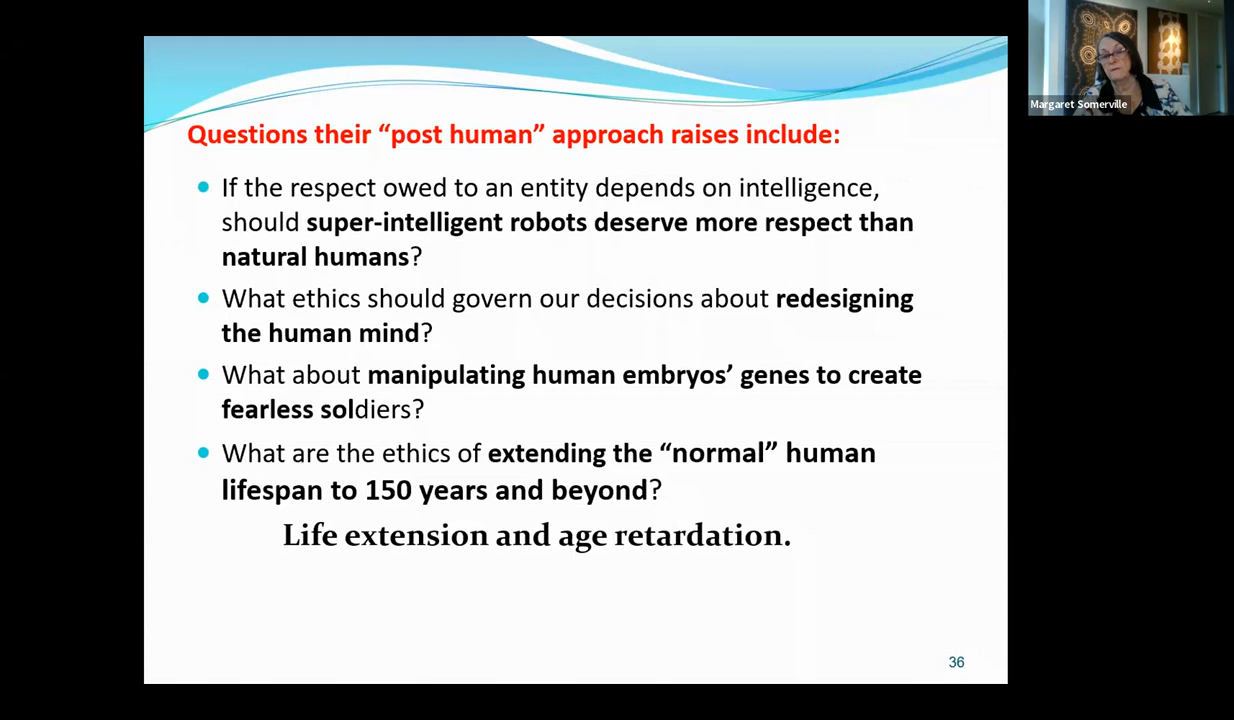 Margaret Somerville
Questions their “post human” approach raises include:
If the respect owed to an entity depends on intelligence,
should super-intelligent robots deserve more respect than
natural humans?
What ethics should govern our decisions about redesigning
the human mind?
What about manipulating human embryos’ genes to create
fearless soldiers?
What are the ethics of extending the “normal” human
lifespan to 150 years and beyond?
Life extension and age retardation.
36